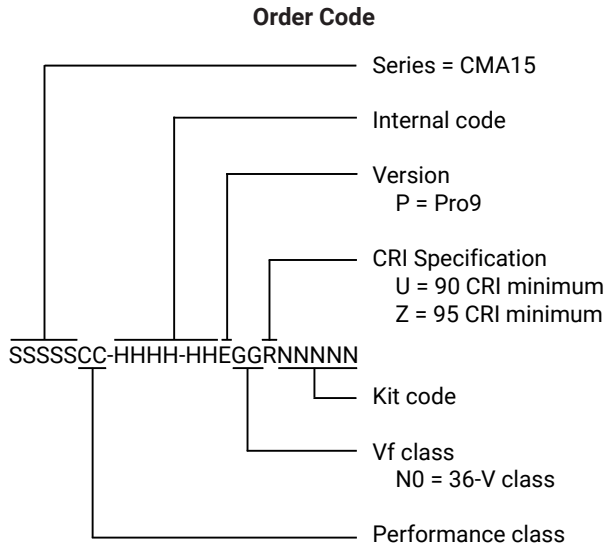 Order Code
Series = CMA15
Internal code
Version
P = Pro9
CRI Specification
U = 90 CRI minimum
Z = 95 CRI minimum
SSSSSCC-HHHH-HHEGGRNNNNN
Kit code
Vf class
N0 = 36-V class
Performance class